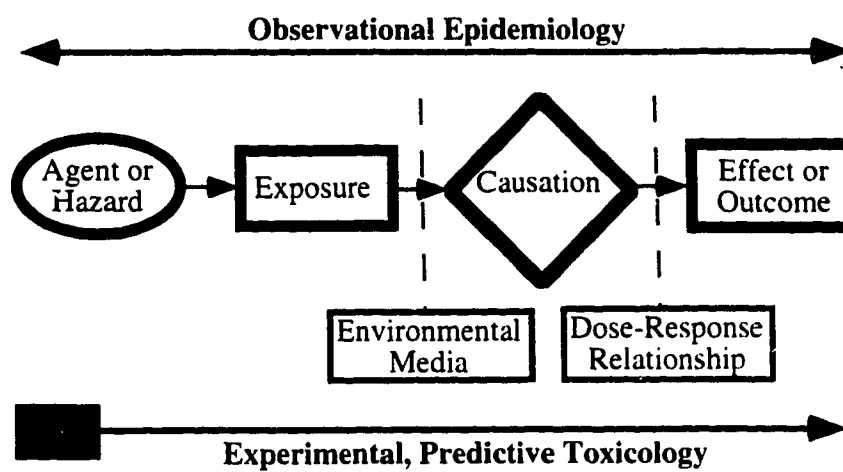 Observational Epidemiology
Agent or
Hazard
Exposure
Causation
Effect or
Outcome
Environmental
Media
Dose-Response
Relationship
Experimental, Predictive Toxicology